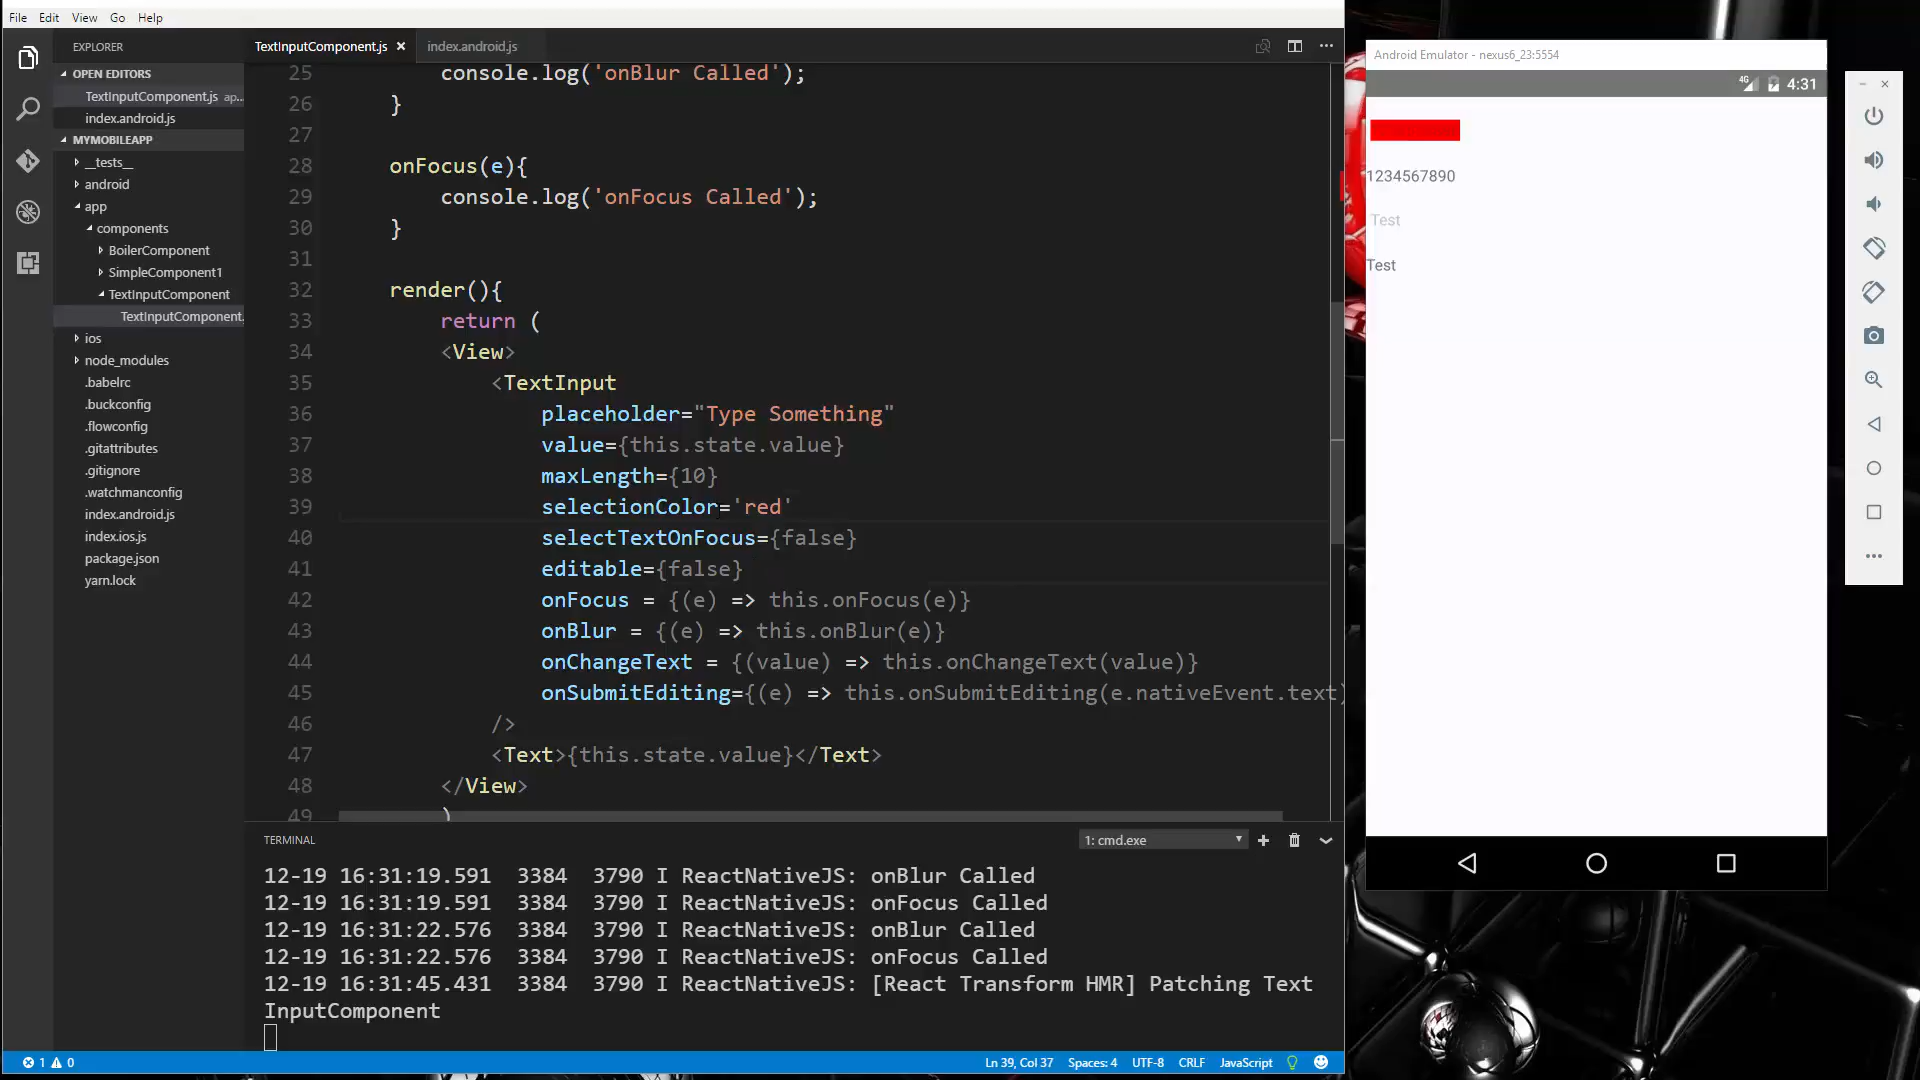 File Edit View Go Help
EXPLORER
OPEN EDITORS
TextInputComponent.js ap...
index.android.js
MYMOBILEAPP
__tests__
android
app
components
BoilerComponent
SimpleComponent1
TextInputComponent
TextInputComponent.
ios
node_modules
.babelrc
.buckconfig
.flowconfig
.gitattributes
.gitignore
.watchmanconfig
index.android.js
index.ios.js
package.json
yarn.lock
TextInputComponent.js index.android.js
25 console.log('onBlur Called');
26 }
27
28 onFocus(e){
29 console.log('onFocus Called');
30 }
31
32 render(){
33 return (
34 <View>
35 <TextInput
36 placeholder="Type Something"
37 value={this.state.value}
38 maxLength={10}
39 selectionColor='red'
40 selectTextOnFocus={false}
41 editable={false}
42 onFocus = {(e) => this.onFocus(e)}
43 onBlur = {(e) => this.onBlur(e)}
44 onChangeText = {(value) => this.onChangeText(value)}
45 onSubmitEditing={(e) => this.onSubmitEditing(e.nativeEvent.text)
46 />
47 <Text>{this.state.value}</Text>
48 </View>
49 )
TERMINAL
1: cmd.exe
12-19 16:31:19.591 3384 3790 I ReactNativeJS: onBlur Called
12-19 16:31:19.591 3384 3790 I ReactNativeJS: onFocus Called
12-19 16:31:22.576 3384 3790 I ReactNativeJS: onBlur Called
12-19 16:31:22.576 3384 3790 I ReactNativeJS: onFocus Called
12-19 16:31:45.431 3384 3790 I ReactNativeJS: [React Transform HMR] Patching Text
InputComponent
1 0
Ln 39, Col 37 Spaces: 4 UTF-8 CRLF JavaScript
Android Emulator - nexus6_23:5554
4G 4:31
1234567890
Test
Test